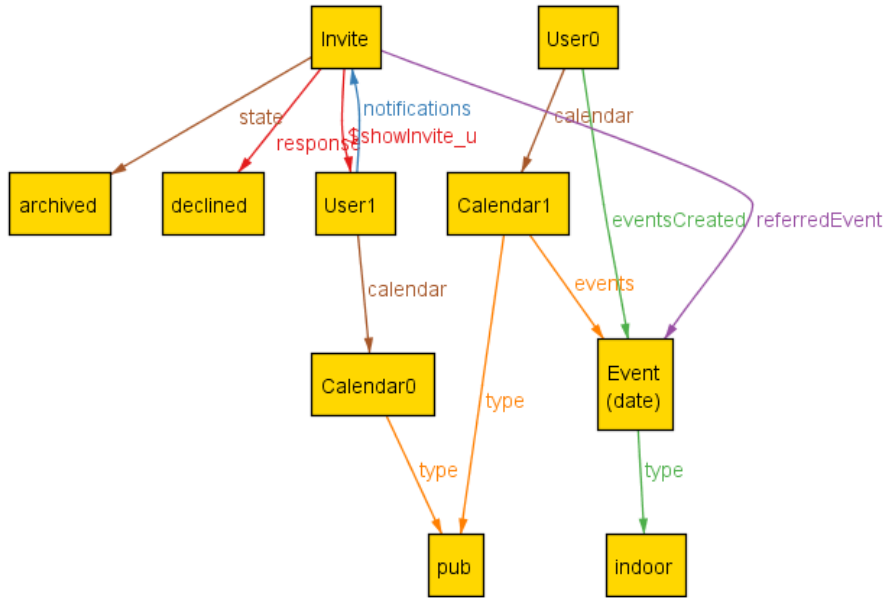 Invite
User0
notifications
state
calendar
response
$showInvite_u
archived
declined
User1
Calendar1
eventsCreated
referredEvent
calendar
events
Calendar0
Event
(date)
type
type
type
pub
indoor